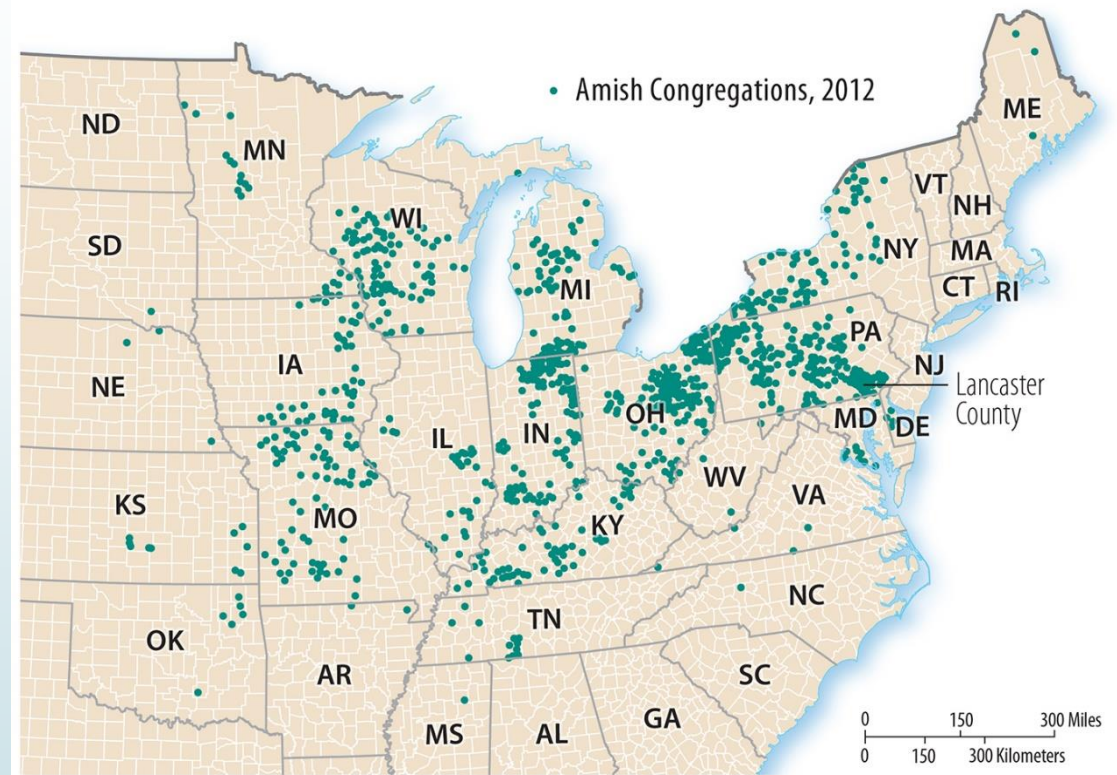 Amish Congregations, 2012
ND
MN
ME
SD
WI
VT
NH
NY
MA
CT
RI
MI
IA
NE
PA
NJ
Lancaster
County
OH
MD
DE
IL
IN
WV
VA
KS
MO
KY
NC
TN
OK
AR
SC
MS
AL
GA
0 150 300 Miles
0 150 300 Kilometers